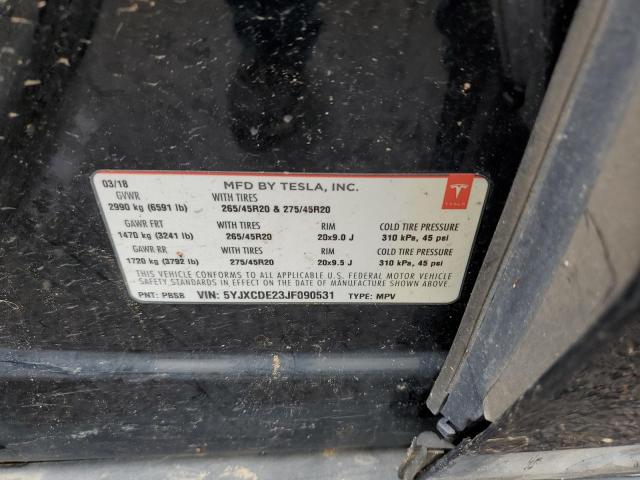 03/18 MFD BY TESLA, INC.
GVWR WITH TIRES
2990 kg (6591 lb) 265/45R20 & 275/45R20
GAWR FRT WITH TIRES RIM COLD TIRE PRESSURE
1470 kg (3241 lb) 265/45R20 20x9.0 J 310 kPa, 45 psi
GAWR RR WITH TIRES RIM COLD TIRE PRESSURE
1720 kg (3792 lb) 275/45R20 20x9.5 J 310 kPa, 45 psi
THIS VEHICLE CONFORMS TO ALL APPLICABLE U.S. FEDERAL MOTOR VEHICLE
SAFETY STANDARDS IN EFFECT ON THE DATE OF MANUFACTURE SHOWN ABOVE.
PNT: PBSB VIN: 5YJXCDE23JF090531 TYPE: MPV
TESLA